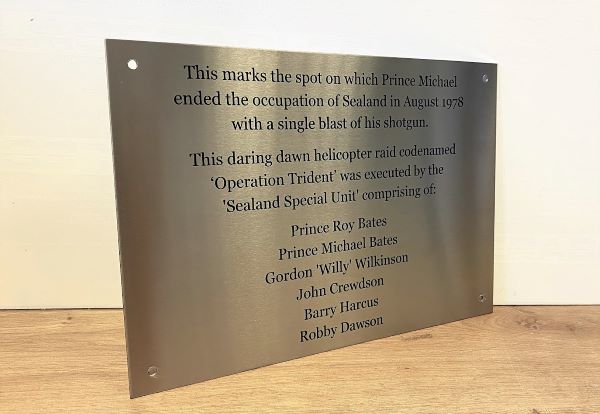 This marks the spot on which Prince Michael
ended the occupation of Sealand in August 1978
with a single blast of his shotgun.
This daring dawn helicopter raid codenamed
‘Operation Trident’ was executed by the
'Sealand Special Unit' comprising of:
Prince Roy Bates
Prince Michael Bates
Gordon 'Willy' Wilkinson
John Crewdson
Barry Harcus
Robby Dawson